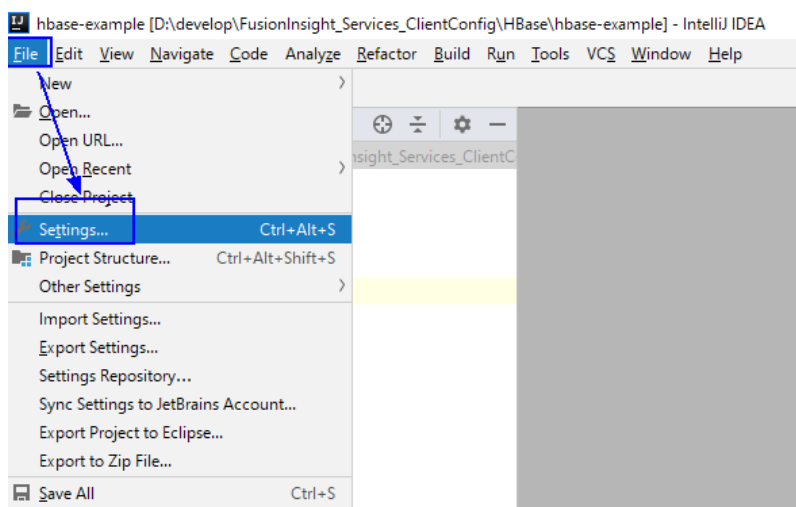 IJ hbase-example [D:\develop\FusionInsight_Services_ClientConfig\HBase\hbase-example] - IntelliJ IDEA
File Edit View Navigate Code Analyze Refactor Build Run Tools VCS Window Help
New
Open...
Open URL...
nsight_Services_ClientC
Open Recent
Close Project
Settings... Ctrl+Alt+S
Project Structure... Ctrl+Alt+Shift+S
Other Settings
Import Settings...
Export Settings...
Settings Repository...
Sync Settings to JetBrains Account...
Export Project to Eclipse...
Export to Zip File...
Save All Ctrl+S